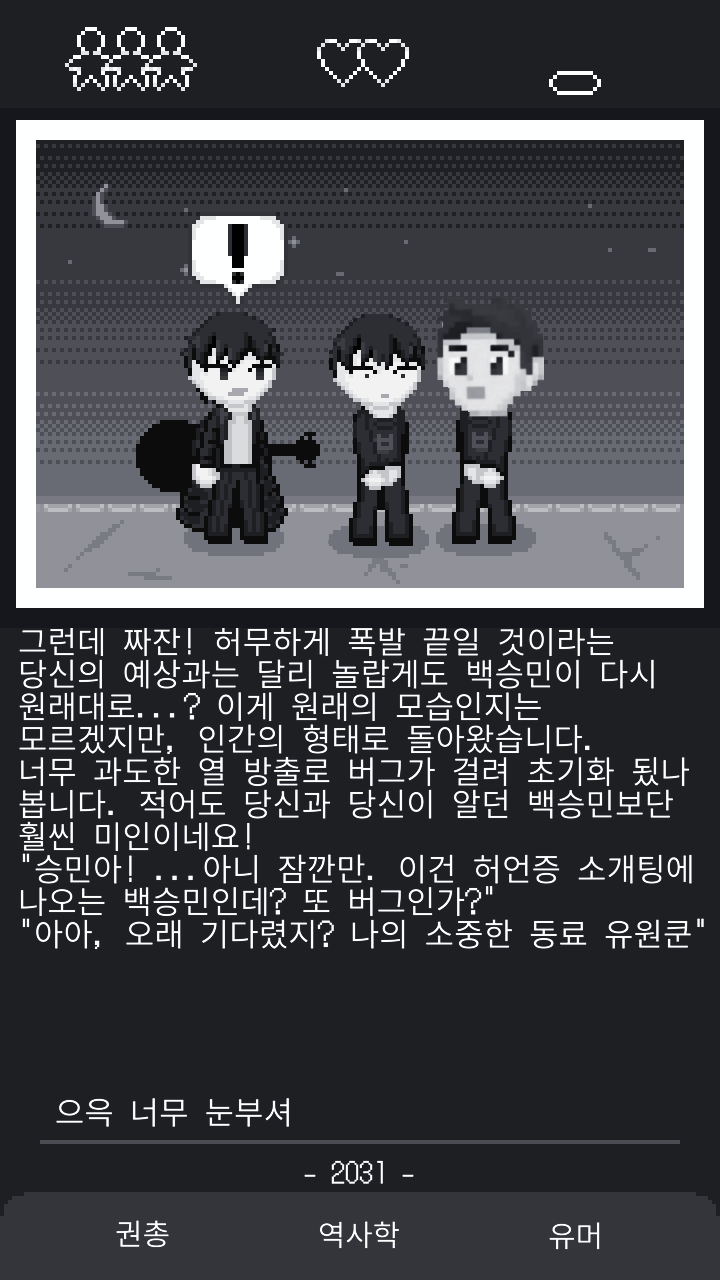 !
그런데 짜잔! 허무하게 폭발 끝일 것이라는
당신의 예상과는 달리 놀랍게도 백승민이 다시
원래대로...? 이게 원래의 모습인지는
모르겠지만, 인간의 형태로 돌아왔습니다.
너무 과도한 열 방출로 버그가 걸려 초기화 됬나
봅니다. 적어도 당신과 당신이 알던 백승민보단
훨씬 미인이네요!
"승민아! ...아니 잠깐만. 이건 허언증 소개팅에
나오는 백승민인데? 또 버그인가?"
"아아, 오래 기다렸지? 나의 소중한 동료 유원쿤"
으윽 너무 눈부셔
- 2031 -
권총 역사학 유머